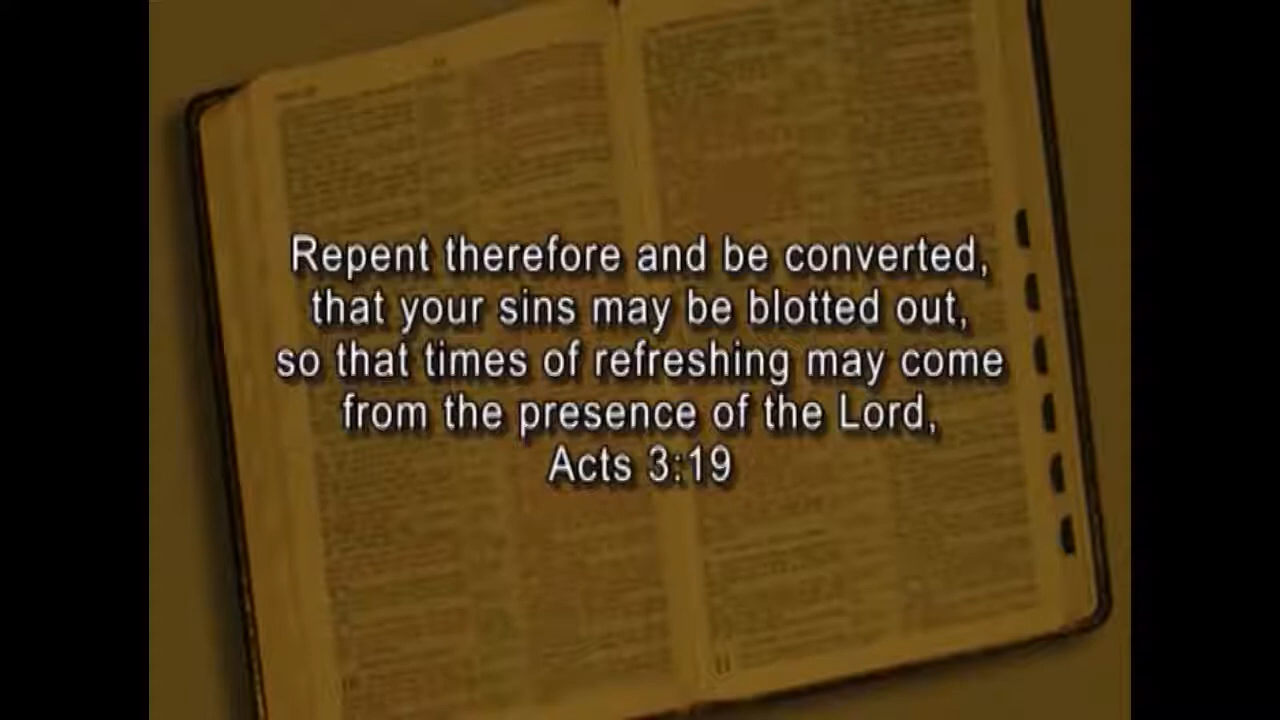 Repent therefore and be converted,
that your sins may be blotted out,
so that times of refreshing may come
from the presence of the Lord,
Acts 3:19